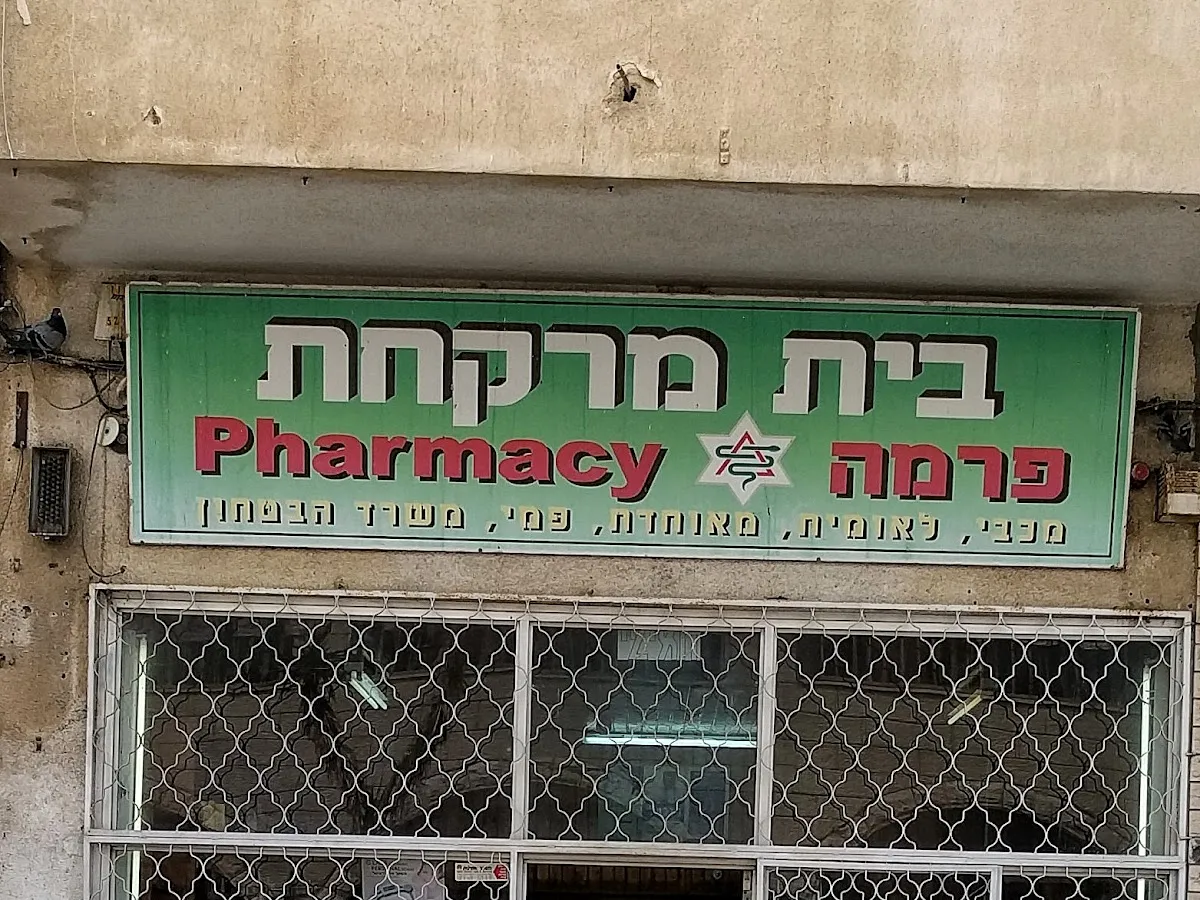 בית מרקחת
פרמה Pharmacy
מכבי, לאומית, מאוחדת, פמי, משרד הבטחון